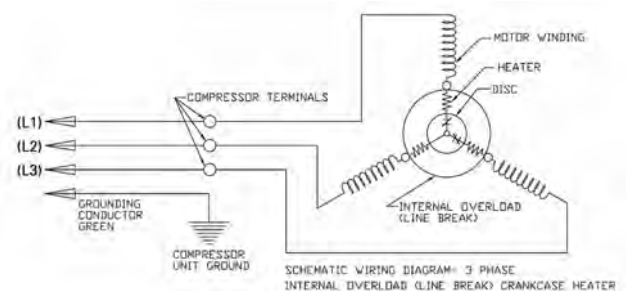 MOTOR WINDING
HEATER
DISC
COMPRESSOR TERMINALS
(L1)
(L2)
(L3)
GROUNDING
CONDUCTOR
GREEN
COMPRESSOR
UNIT GROUND
INTERNAL OVERLOAD
(LINE BREAK)
SCHEMATIC WIRING DIAGRAM- 3 PHASE
INTERNAL OVERLOAD (LINE BREAK) CRANKCASE HEATER